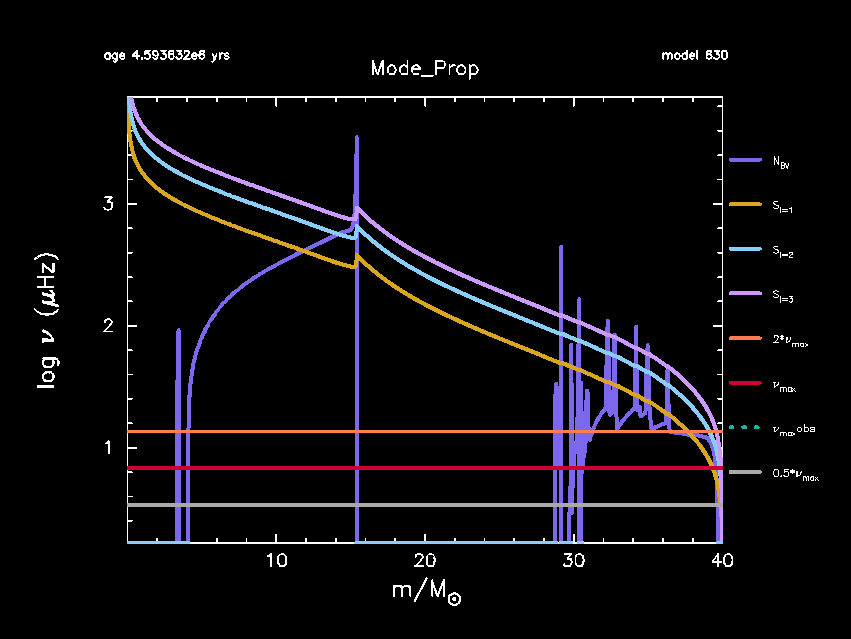 age 4.593632e6 yrs
model 630
Mode_Prop
log ν (μHz)
3
2
1
10
20
30
40
m/M⊙
N_BV
S_l=1
S_l=2
S_l=3
2*ν_max
ν_max
ν_max obs
0.5*ν_max